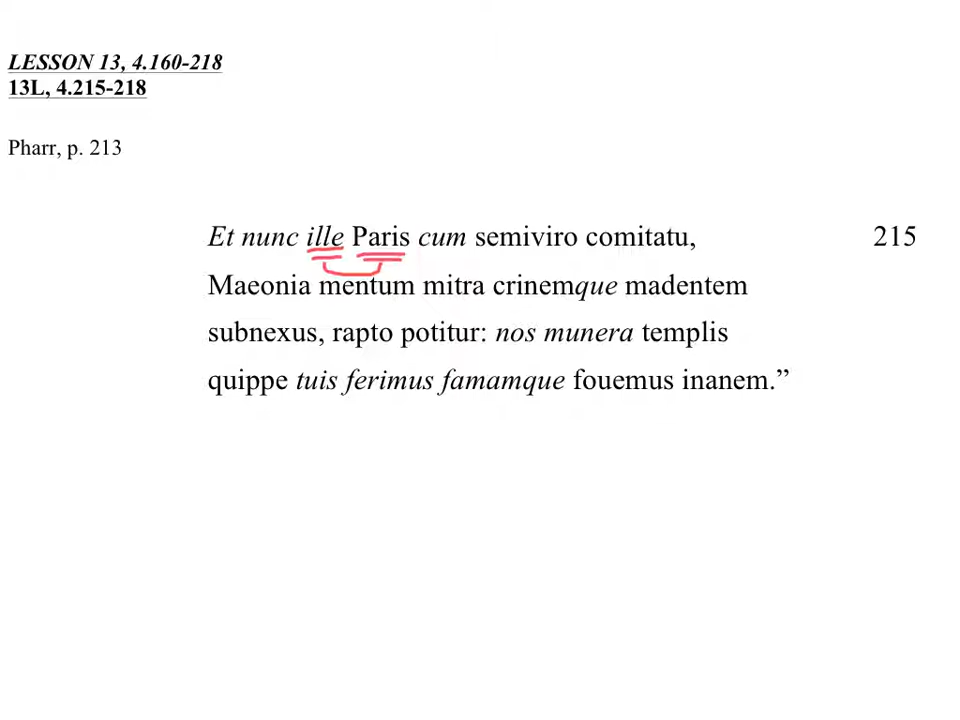 LESSON 13, 4.160-218
13L, 4.215-218
Pharr, p. 213
Et nunc ille Paris cum semiviro comitatu, 215
Maeonia mentum mitra crinemque madentem
subnexus, rapto potitur: nos munera templis
quippe tuis ferimus famamque fouemus inanem.”